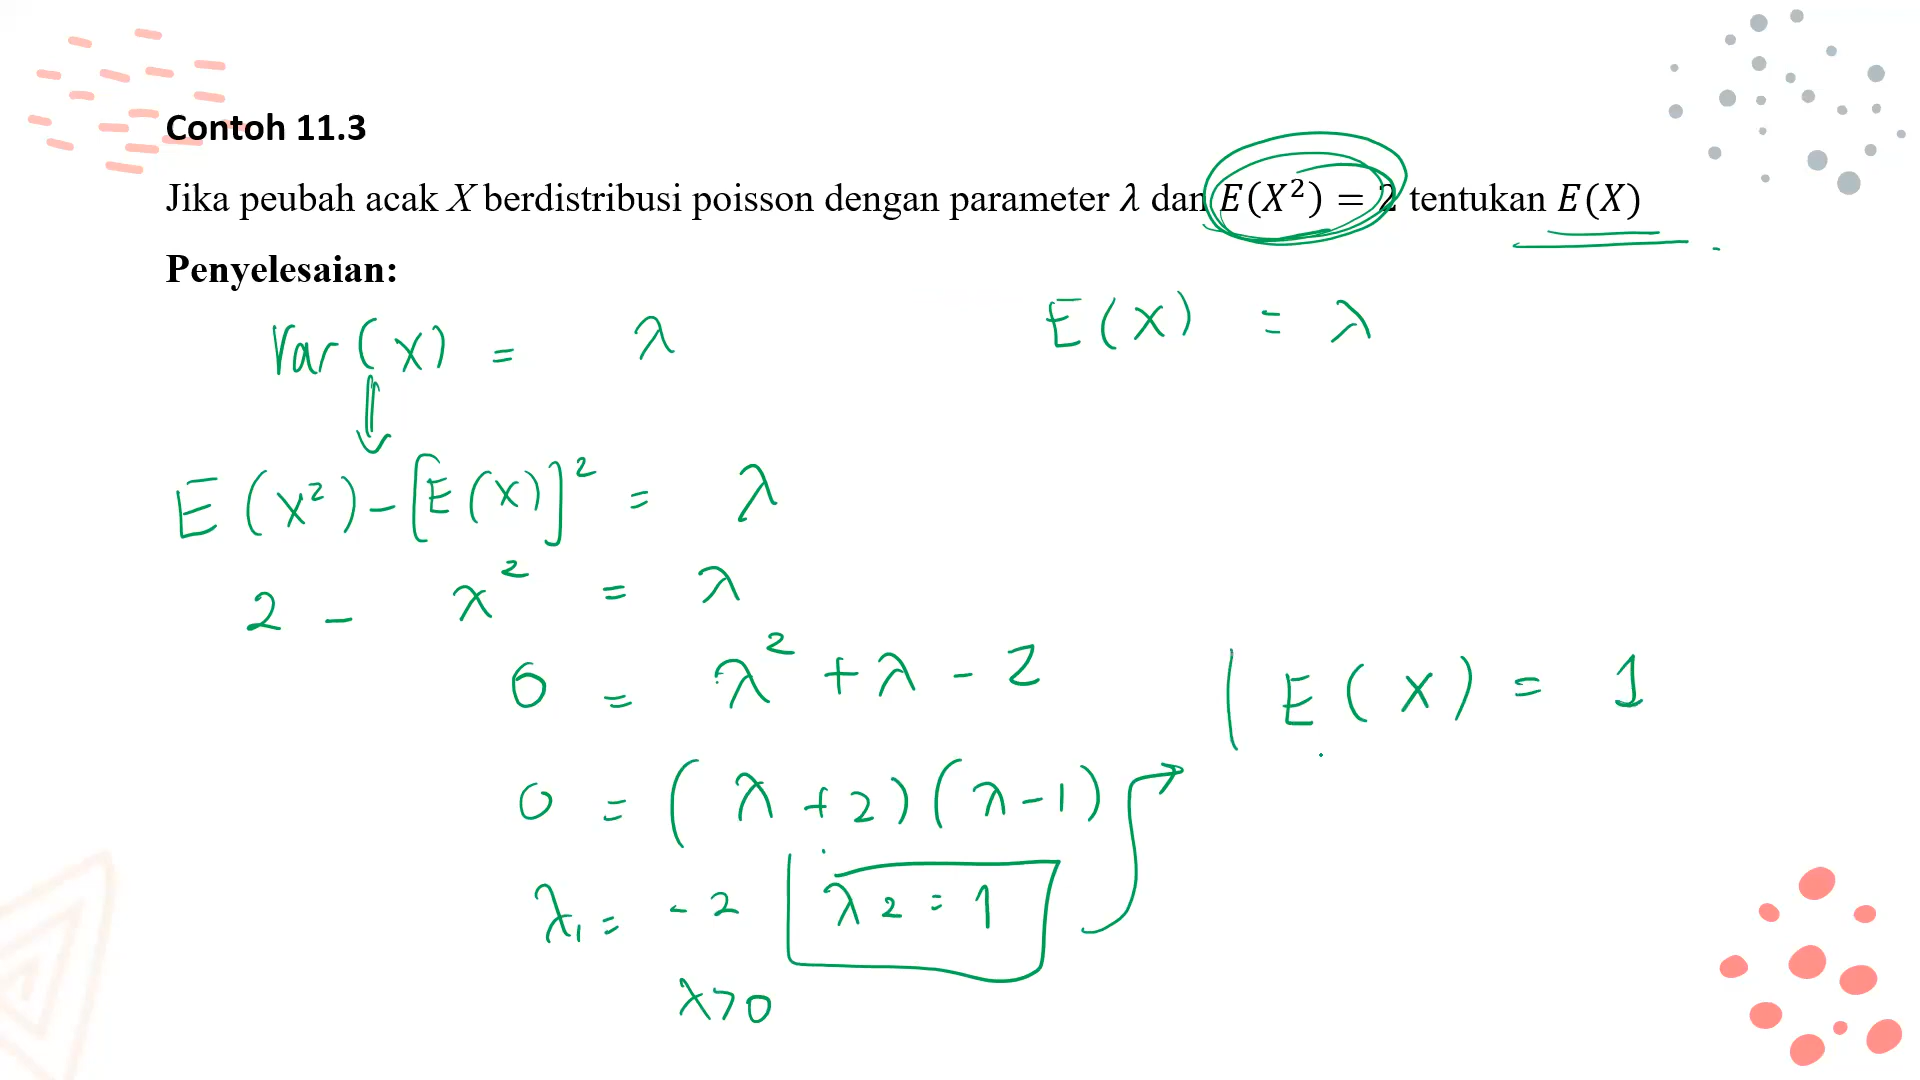 Contoh 11.3
Jika peubah acak X berdistribusi poisson dengan parameter λ dan E(X²) = 2 tentukan E(X)
Penyelesaian:
Var(X) = λ
E(X) = λ
E(X²) - [E(X)]² = λ
2 - λ² = λ
0 = λ² + λ - 2
0 = (λ + 2)(λ - 1)
λ1 = -2
λ2 = 1
λ > 0
E(X) = 1